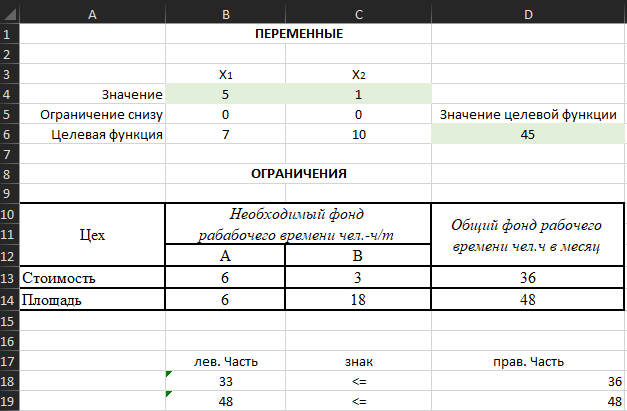 A B C D
1 ПЕРЕМЕННЫЕ
2
3 X1 X2
4 Значение 5 1
5 Ограничение снизу 0 0 Значение целевой функции
6 Целевая функция 7 10 45
7
8 ОГРАНИЧЕНИЯ
9
10 Цех Необходимый фонд Общий фонд рабочего
11 рабабочего времени чел.-ч/т времени чел.ч в месяц
12 А В
13 Стоимость 6 3 36
14 Площадь 6 18 48
15
16
17 лев. Часть знак прав. Часть
18 33 <= 36
19 48 <= 48